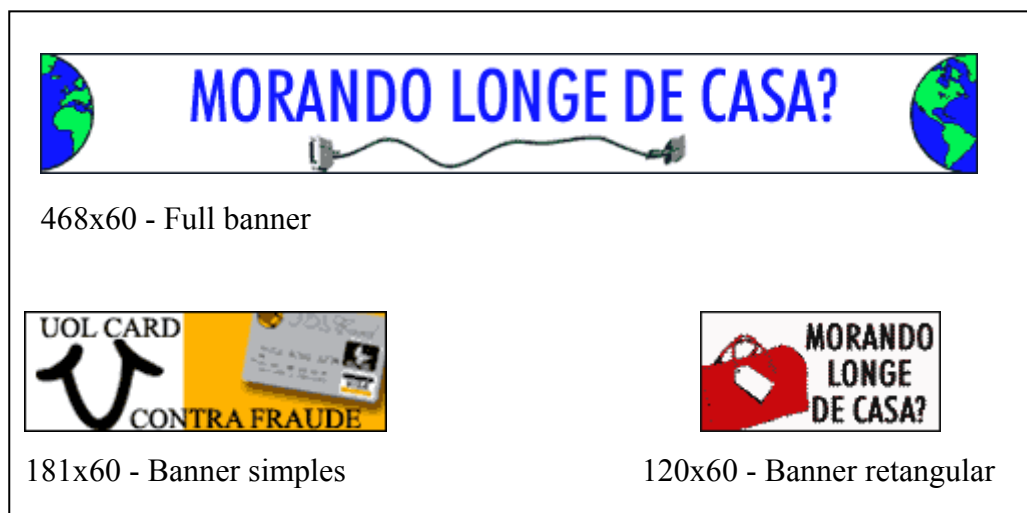 MORANDO LONGE DE CASA?
468x60 - Full banner
UOL CARD
CONTRA FRAUDE
VISA
MORANDO
LONGE
DE CASA?
181x60 - Banner simples
120x60 - Banner retangular